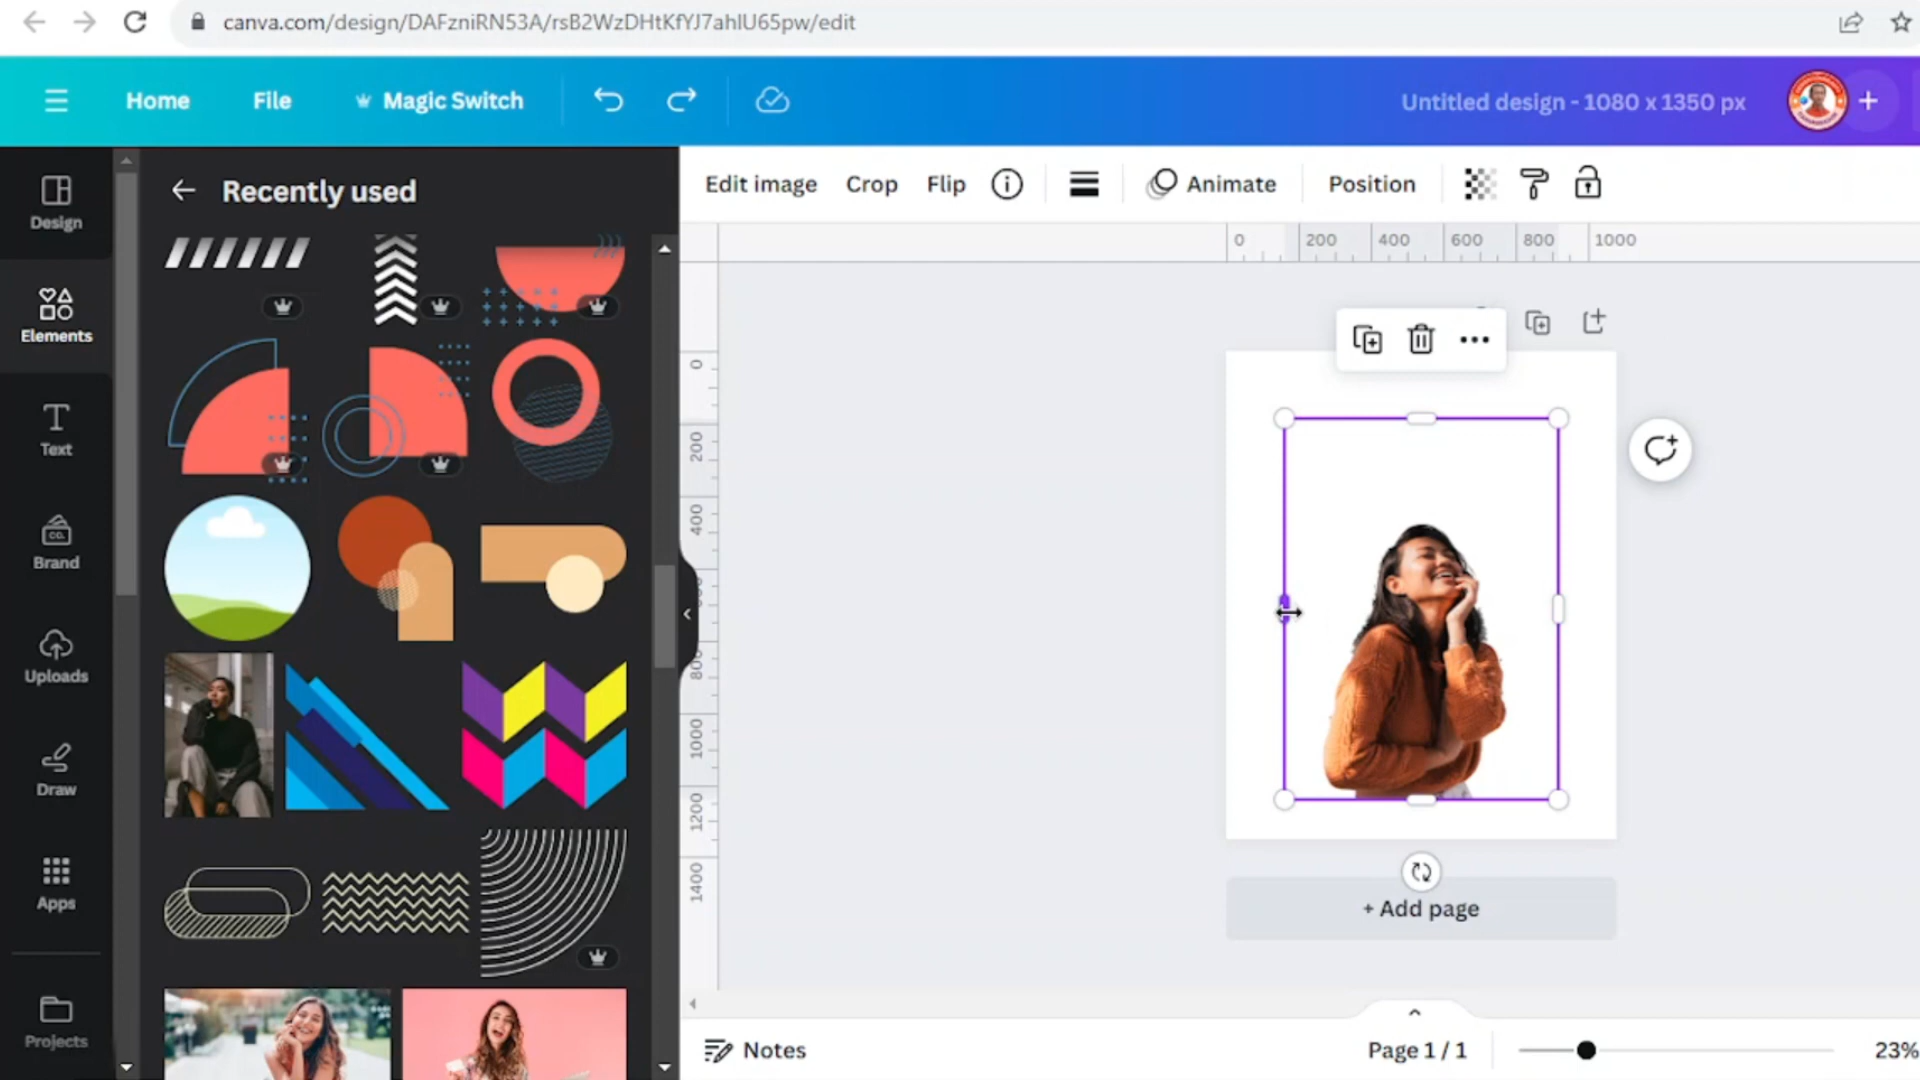 canva.com/design/DAFzniRN53A/rsB2WzDHtKfYJ7ahlU65pw/edit
Home File Magic Switch Untitled design - 1080 x 1350 px
Design
Elements
Text
Brand
Uploads
Draw
Apps
Projects
Recently used
Edit image Crop Flip Animate Position
0 200 400 600 800 1000
0
200
400
800
1000
1200
1400
+ Add page
Notes
Page 1 / 1
23%